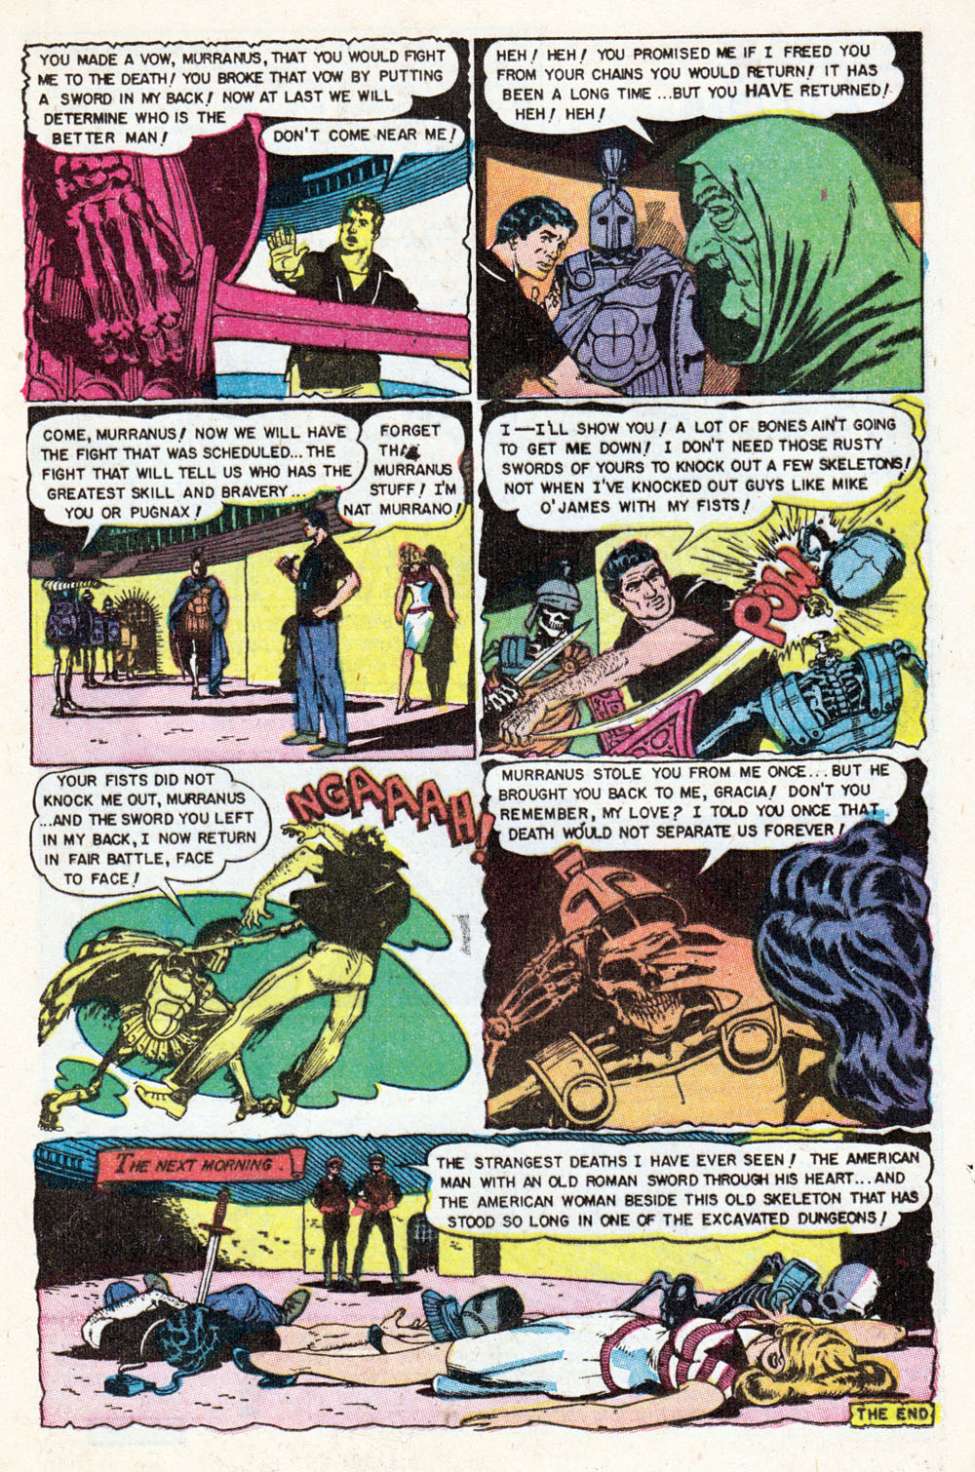 YOU MADE A VOW, MURRANUS, THAT YOU WOULD FIGHT
ME TO THE DEATH! YOU BROKE THAT VOW BY PUTTING
A SWORD IN MY BACK! NOW AT LAST WE WILL
DETERMINE WHO IS THE
BETTER MAN!
DON'T COME NEAR ME!
HEH! HEH! YOU PROMISED ME IF I FREED YOU
FROM YOUR CHAINS YOU WOULD RETURN! IT HAS
BEEN A LONG TIME...BUT YOU HAVE RETURNED!
HEH! HEH!
COME, MURRANUS! NOW WE WILL HAVE
THE FIGHT THAT WAS SCHEDULED...THE
FIGHT THAT WILL TELL US WHO HAS THE
GREATEST SKILL AND BRAVERY...
YOU OR PUGNAX!
FORGET
THIS
MURRANUS
STUFF! I'M
NAT MURRANO!
I—I'LL SHOW YOU! A LOT OF BONES AIN'T GOING
TO GET ME DOWN! I DON'T NEED THOSE RUSTY
SWORDS OF YOURS TO KNOCK OUT A FEW SKELETONS!
NOT WHEN I'VE KNOCKED OUT GUYS LIKE MIKE
O'JAMES WITH MY FISTS!
POW!
YOUR FISTS DID NOT
KNOCK ME OUT, MURRANUS
...AND THE SWORD YOU LEFT
IN MY BACK, I NOW RETURN
IN FAIR BATTLE, FACE
TO FACE!
NGAAAAH!
MURRANUS STOLE YOU FROM ME ONCE...BUT HE
BROUGHT YOU BACK TO ME, GRACIA! DON'T YOU
REMEMBER, MY LOVE? I TOLD YOU ONCE THAT
DEATH WOULD NOT SEPARATE US FOREVER!
THE NEXT MORNING...
THE STRANGEST DEATHS I HAVE EVER SEEN! THE AMERICAN
MAN WITH AN OLD ROMAN SWORD THROUGH HIS HEART...AND
THE AMERICAN WOMAN BESIDE THIS OLD SKELETON THAT HAS
STOOD SO LONG IN ONE OF THE EXCAVATED DUNGEONS!
THE END